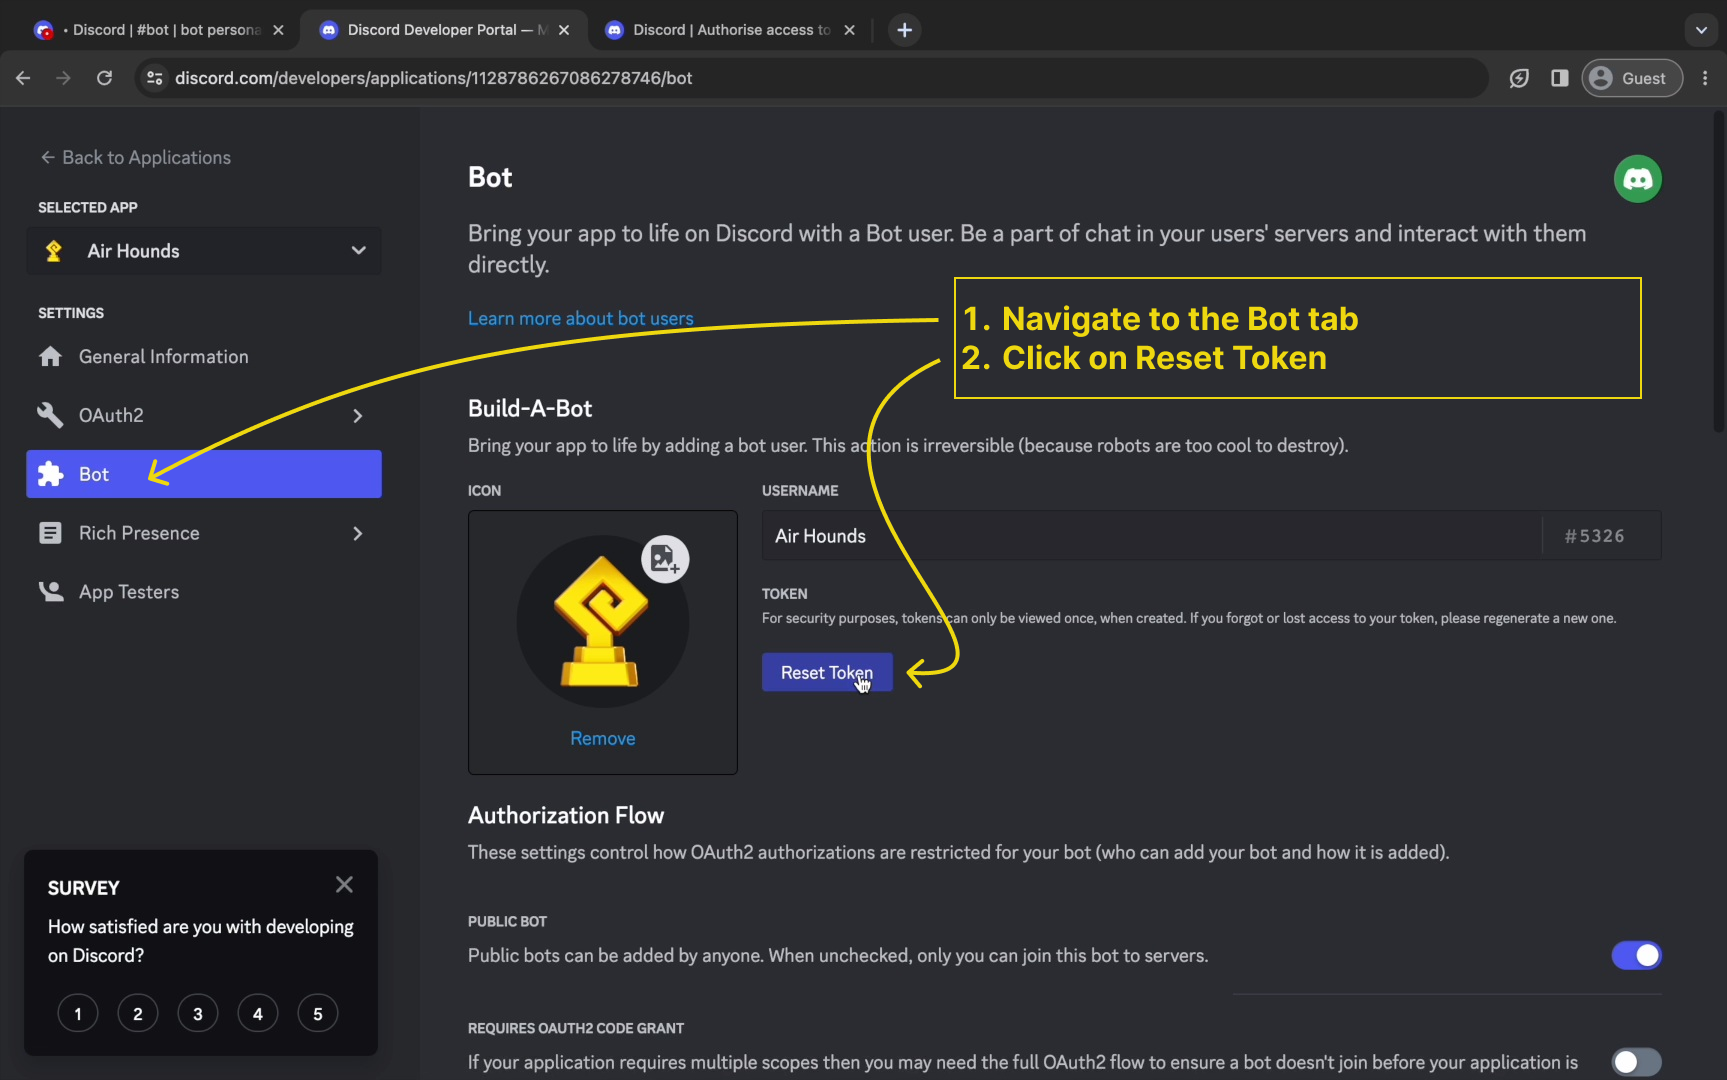 • Discord | #bot | bot persona
Discord Developer Portal — M
Discord | Authorise access to
discord.com/developers/applications/1128786267086278746/bot
Guest
Back to Applications
SELECTED APP
Air Hounds
SETTINGS
General Information
OAuth2
Bot
Rich Presence
App Testers
SURVEY
How satisfied are you with developing
on Discord?
1 2 3 4 5
Bot
Bring your app to life on Discord with a Bot user. Be a part of chat in your users' servers and interact with them
directly.
Learn more about bot users
1. Navigate to the Bot tab
2. Click on Reset Token
Build-A-Bot
Bring your app to life by adding a bot user. This action is irreversible (because robots are too cool to destroy).
ICON
Remove
USERNAME
Air Hounds #5326
TOKEN
For security purposes, tokens can only be viewed once, when created. If you forgot or lost access to your token, please regenerate a new one.
Reset Token
Authorization Flow
These settings control how OAuth2 authorizations are restricted for your bot (who can add your bot and how it is added).
PUBLIC BOT
Public bots can be added by anyone. When unchecked, only you can join this bot to servers.
REQUIRES OAUTH2 CODE GRANT
If your application requires multiple scopes then you may need the full OAuth2 flow to ensure a bot doesn't join before your application is